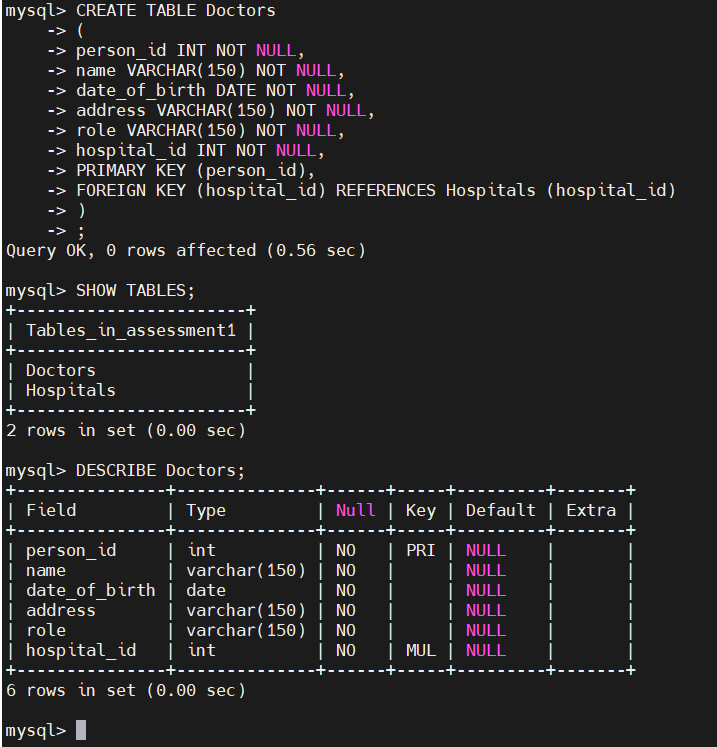 mysql> CREATE TABLE Doctors
    -> (
    -> person_id INT NOT NULL,
    -> name VARCHAR(150) NOT NULL,
    -> date_of_birth DATE NOT NULL,
    -> address VARCHAR(150) NOT NULL,
    -> role VARCHAR(150) NOT NULL,
    -> hospital_id INT NOT NULL,
    -> PRIMARY KEY (person_id),
    -> FOREIGN KEY (hospital_id) REFERENCES Hospitals (hospital_id)
    -> )
    -> ;
Query OK, 0 rows affected (0.56 sec)

mysql> SHOW TABLES;
+-----------------------+
| Tables_in_assessment1 |
+-----------------------+
| Doctors               |
| Hospitals             |
+-----------------------+
2 rows in set (0.00 sec)

mysql> DESCRIBE Doctors;
+---------------+--------------+------+-----+---------+-------+
| Field         | Type         | Null | Key | Default | Extra |
+---------------+--------------+------+-----+---------+-------+
| person_id     | int          | NO   | PRI | NULL    |       |
| name          | varchar(150) | NO   |     | NULL    |       |
| date_of_birth | date         | NO   |     | NULL    |       |
| address       | varchar(150) | NO   |     | NULL    |       |
| role          | varchar(150) | NO   |     | NULL    |       |
| hospital_id   | int          | NO   | MUL | NULL    |       |
+---------------+--------------+------+-----+---------+-------+
6 rows in set (0.00 sec)

mysql>